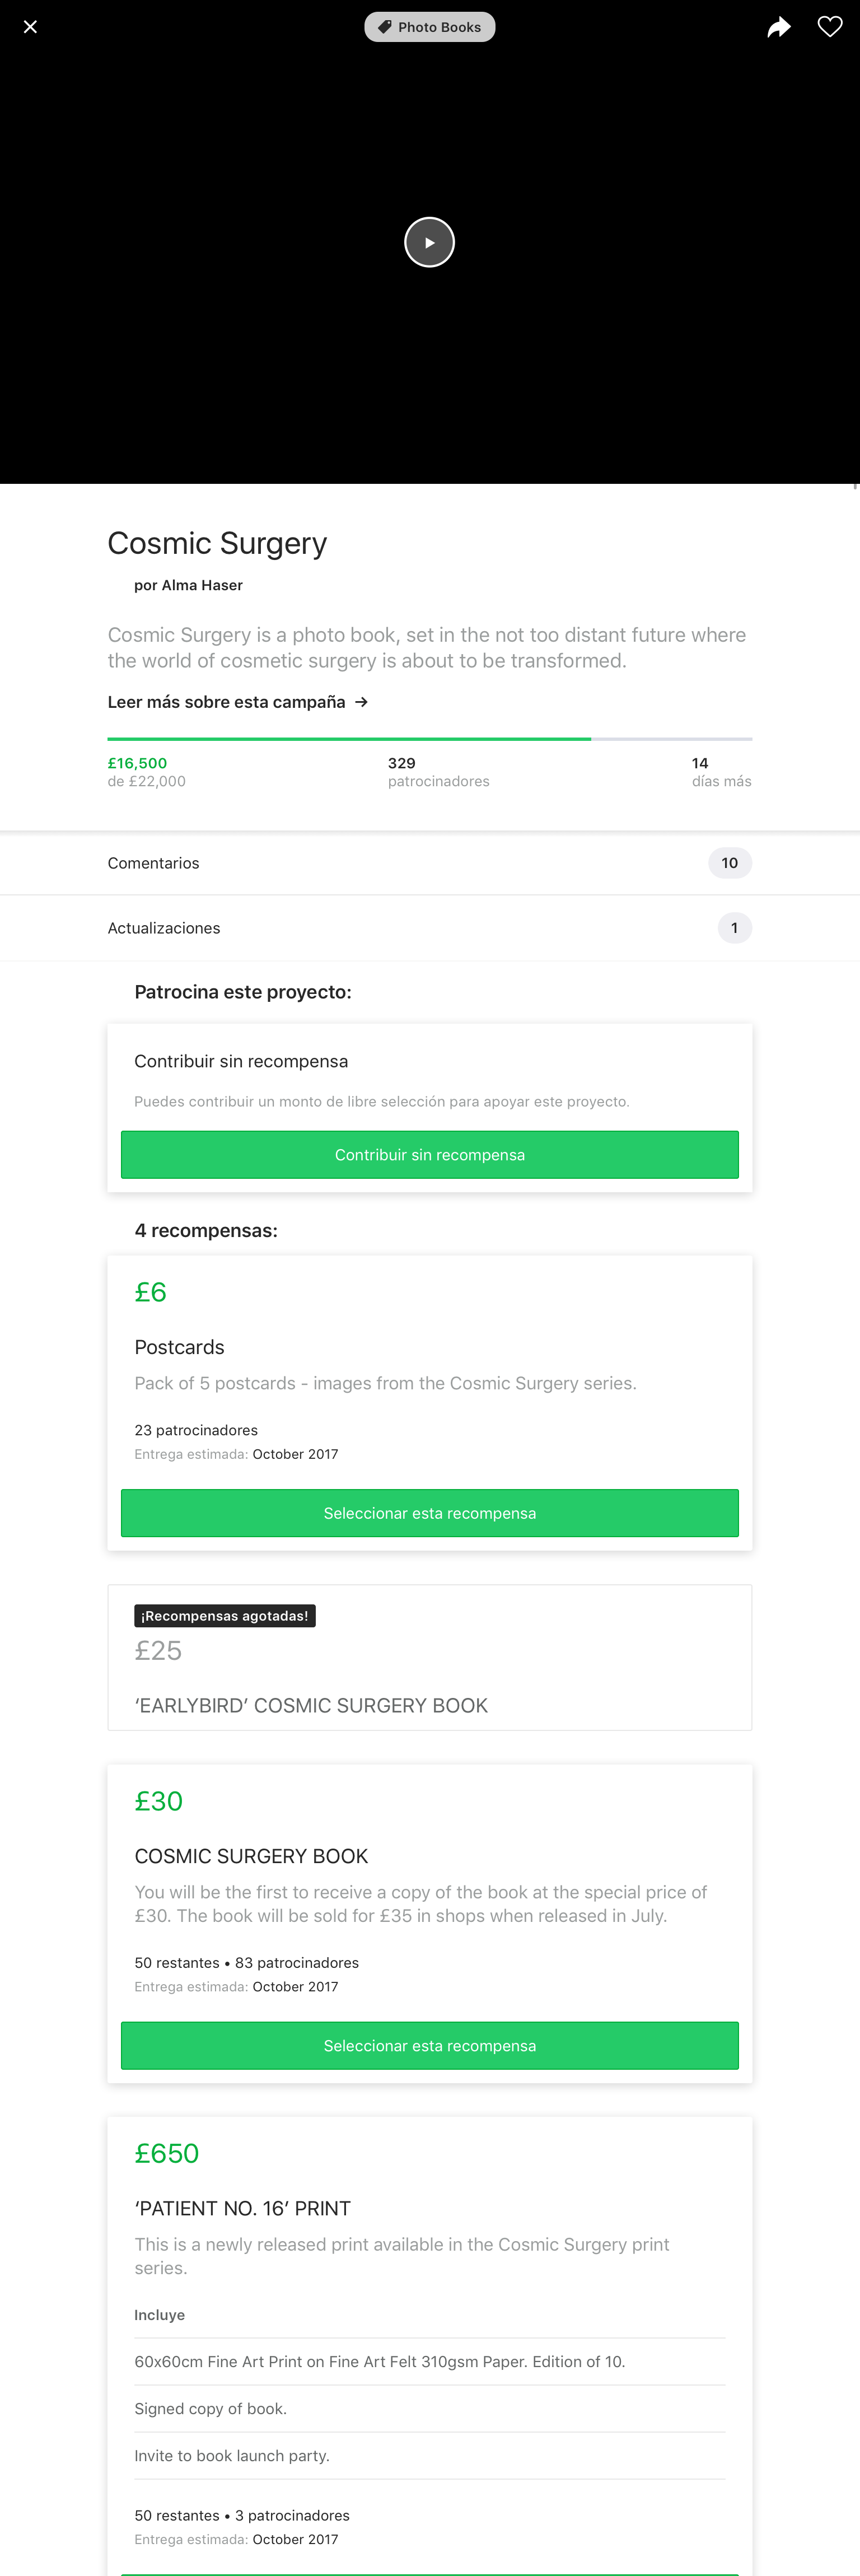 Photo Books
Cosmic Surgery
por Alma Haser
Cosmic Surgery is a photo book, set in the not too distant future where
the world of cosmetic surgery is about to be transformed.
Leer más sobre esta campaña →
£16,500
de £22,000
329
patrocinadores
14
días más
Comentarios
10
Actualizaciones
1
Patrocina este proyecto:
Contribuir sin recompensa
Puedes contribuir un monto de libre selección para apoyar este proyecto.
Contribuir sin recompensa
4 recompensas:
£6
Postcards
Pack of 5 postcards - images from the Cosmic Surgery series.
23 patrocinadores
Entrega estimada: October 2017
Seleccionar esta recompensa
¡Recompensas agotadas!
£25
‘EARLYBIRD’ COSMIC SURGERY BOOK
£30
COSMIC SURGERY BOOK
You will be the first to receive a copy of the book at the special price of
£30. The book will be sold for £35 in shops when released in July.
50 restantes • 83 patrocinadores
Entrega estimada: October 2017
Seleccionar esta recompensa
£650
‘PATIENT NO. 16’ PRINT
This is a newly released print available in the Cosmic Surgery print
series.
Incluye
60x60cm Fine Art Print on Fine Art Felt 310gsm Paper. Edition of 10.
Signed copy of book.
Invite to book launch party.
50 restantes • 3 patrocinadores
Entrega estimada: October 2017